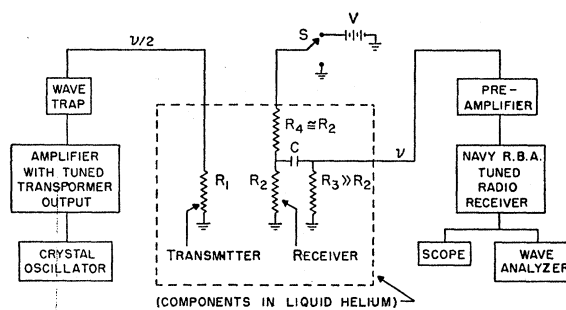 V
S
ν/2
WAVE
TRAP
PRE-
AMPLIFIER
R4≅R2
C
ν
AMPLIFIER
WITH TUNED
TRANSFORMER
OUTPUT
NAVY R.B.A.
TUNED
RADIO
RECEIVER
R1
R2
R3≫R2
TRANSMITTER
RECEIVER
CRYSTAL
OSCILLATOR
SCOPE
WAVE
ANALYZER
(COMPONENTS IN LIQUID HELIUM)